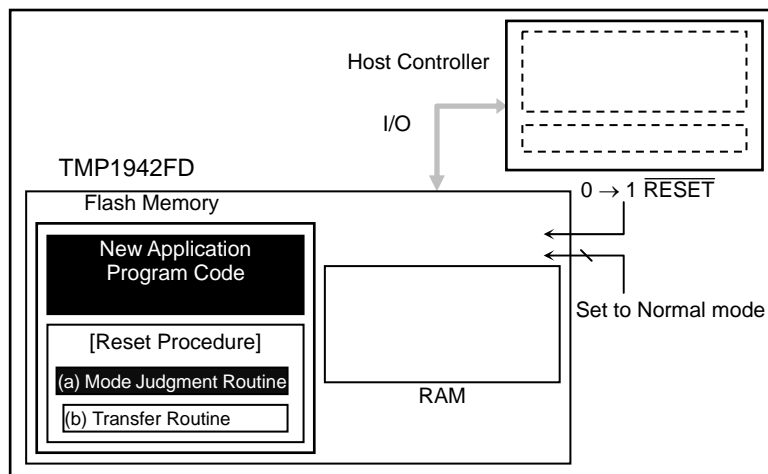 Host Controller
I/O
TMP1942FD
0 → 1 RESET
Flash Memory
New Application
Program Code
Set to Normal mode
[Reset Procedure]
(a) Mode Judgment Routine
RAM
(b) Transfer Routine